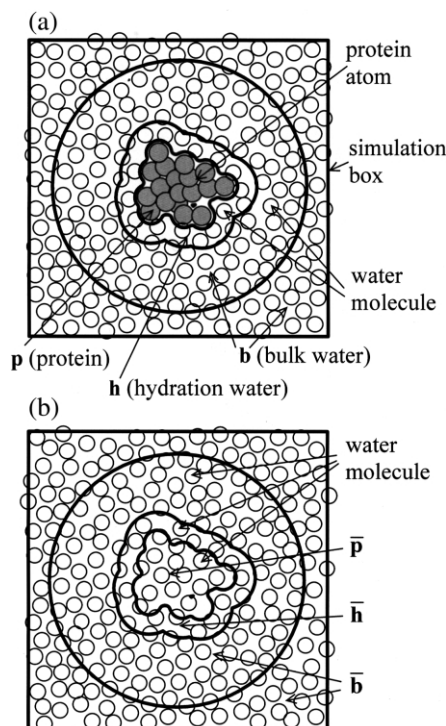 (a)
protein
atom
simulation
box
water
molecule
p (protein)
b (bulk water)
h (hydration water)
(b)
water
molecule
p̅
h̅
b̅